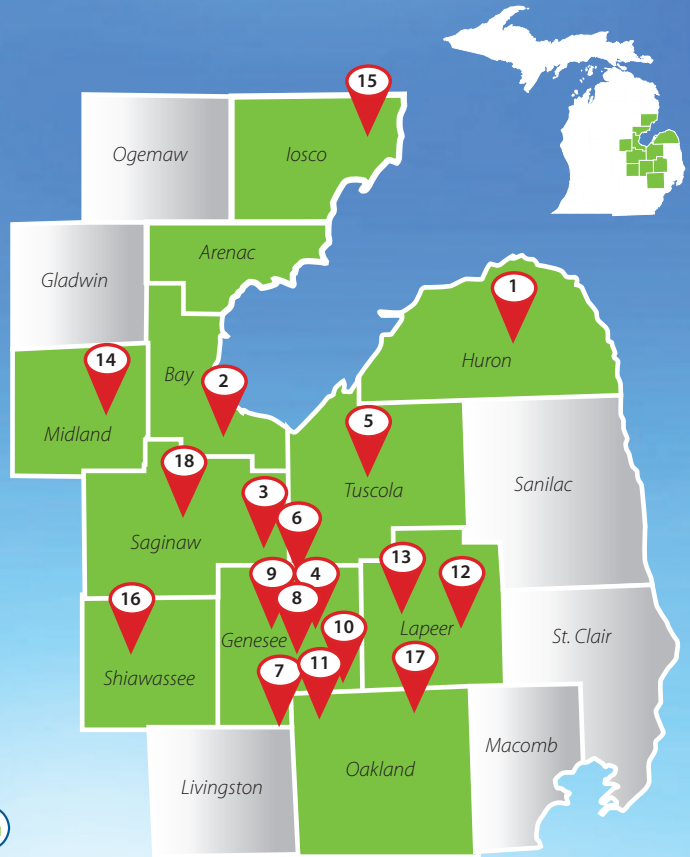 15
Ogemaw
Iosco
Arenac
Gladwin
1
14
Huron
Bay
2
5
Midland
18
Tuscola
Sanilac
3
6
Saginaw
13
9
4
12
8
16
10
Lapeer
St. Clair
Genesee
11
17
7
Shiawassee
Macomb
Oakland
Livingston